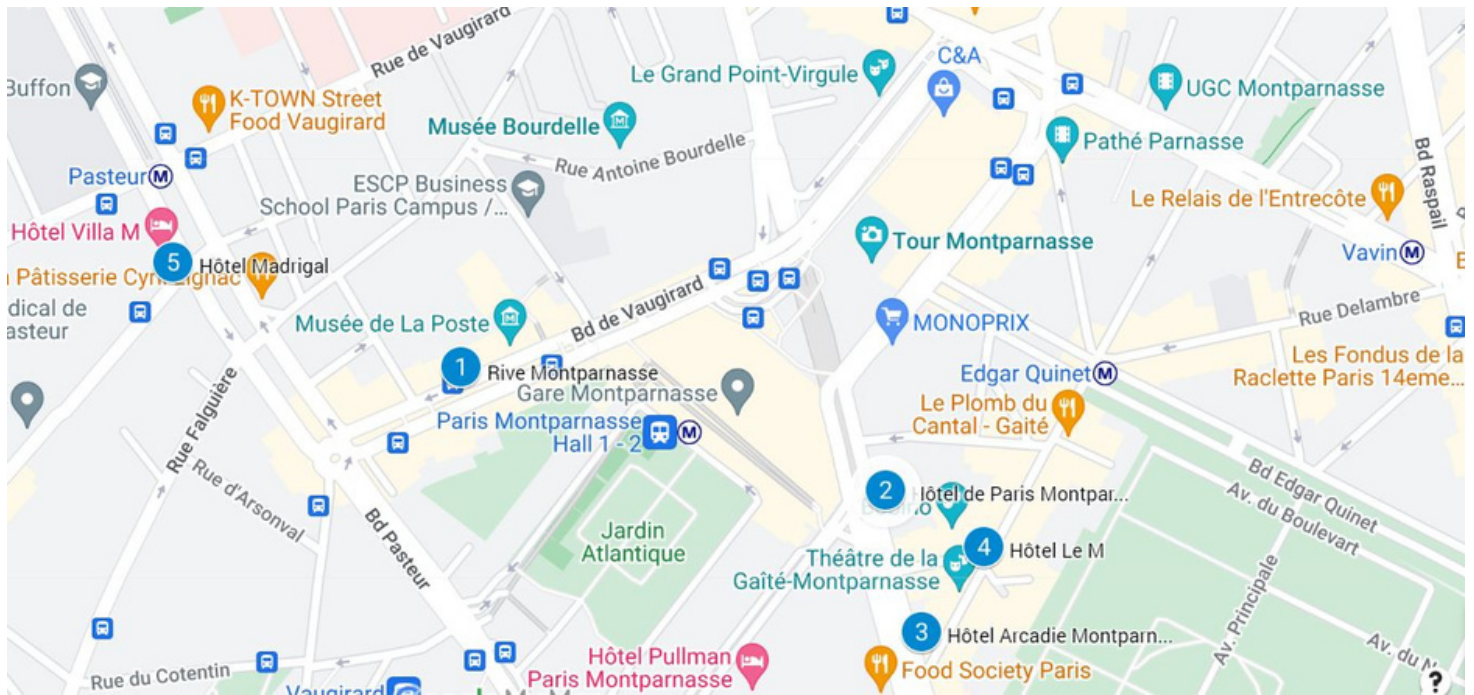 Rue de Vaugirard
C&A
Le Grand Point-Virgule
Buffon
K-TOWN Street
Food Vaugirard
UGC Montparnasse
Musée Bourdelle
Pathé Parnasse
Bd Raspail
Rue Antoine Bourdelle
Pasteur M
ESCP Business
School Paris Campus /...
Le Relais de l'Entrecôte
Hôtel Villa M
Tour Montparnasse
Vavin M
5 Hôtel Madrigal
Pâtisserie
dical de
asteur
Bd de Vaugirard
Rue Delambre
Musée de La Poste
MONOPRIX
1 Rive Montparnasse
Gare Montparnasse
Edgar Quinet M
Les Fondus de la
Raclette Paris 14eme...
Rue Falguière
Paris Montparnasse
Hall 1 - 2 M
Le Plomb du
Cantal - Gaité
Rue d'Arsonval
Bd Edgar Quinet
2 Hôtel de Paris Montpar...
Av. du Boulevart
Jardin
Atlantique
Bd Pasteur
4 Hôtel Le M
Théâtre de la
Gaîté-Montparnasse
Av. Principale
3 Hôtel Arcadie Montparn...
Av. du
Rue du Cotentin
Hôtel Pullman
Paris Montparnasse
Food Society Paris
Vaugirard
?